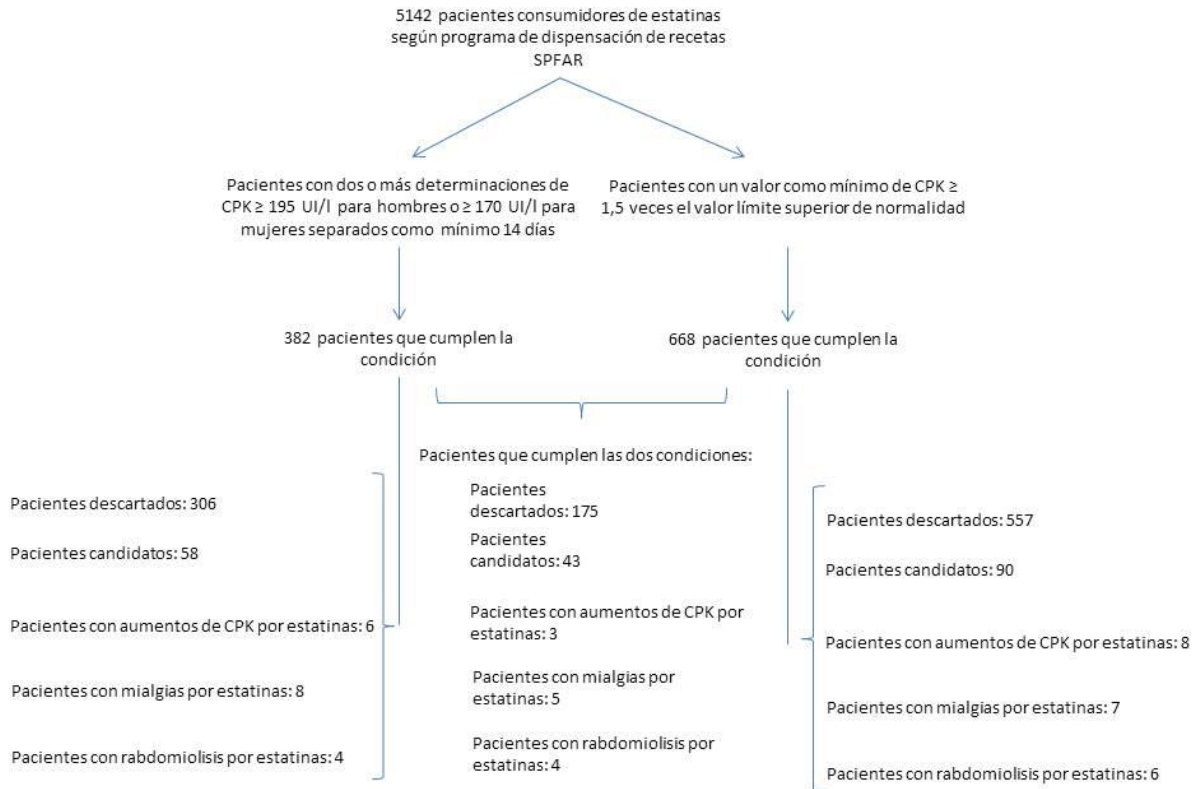 5142 pacientes consumidores de estatinas
según programa de dispensación de recetas
SPFAR
Pacientes con dos o más determinaciones de
CPK ≥ 195 UI/l para hombres o ≥ 170 UI/l para
mujeres separados como mínimo 14 días
Pacientes con un valor como mínimo de CPK ≥
1,5 veces el valor límite superior de normalidad
382 pacientes que cumplen la
condición
668 pacientes que cumplen la
condición
Pacientes que cumplen las dos condiciones:
Pacientes descartados: 306
Pacientes candidatos: 58
Pacientes con aumentos de CPK por estatinas: 6
Pacientes con mialgias por estatinas: 8
Pacientes con rabdomiolisis por estatinas: 4
Pacientes
descartados: 175
Pacientes
candidatos: 43
Pacientes con aumentos de CPK por
estatinas: 3
Pacientes con mialgias por
estatinas: 5
Pacientes con rabdomiolisis por
estatinas: 4
Pacientes descartados: 557
Pacientes candidatos: 90
Pacientes con aumentos de CPK por estatinas: 8
Pacientes con mialgias por estatinas: 7
Pacientes con rabdomiolisis por estatinas: 6